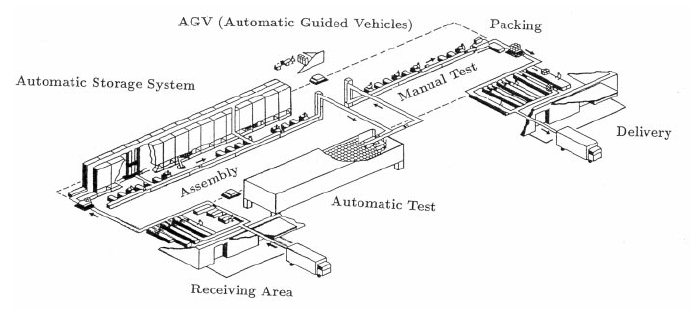 AGV (Automatic Guided Vehicles)
Packing
Automatic Storage System
Manual Test
Delivery
Assembly
Automatic Test
Receiving Area